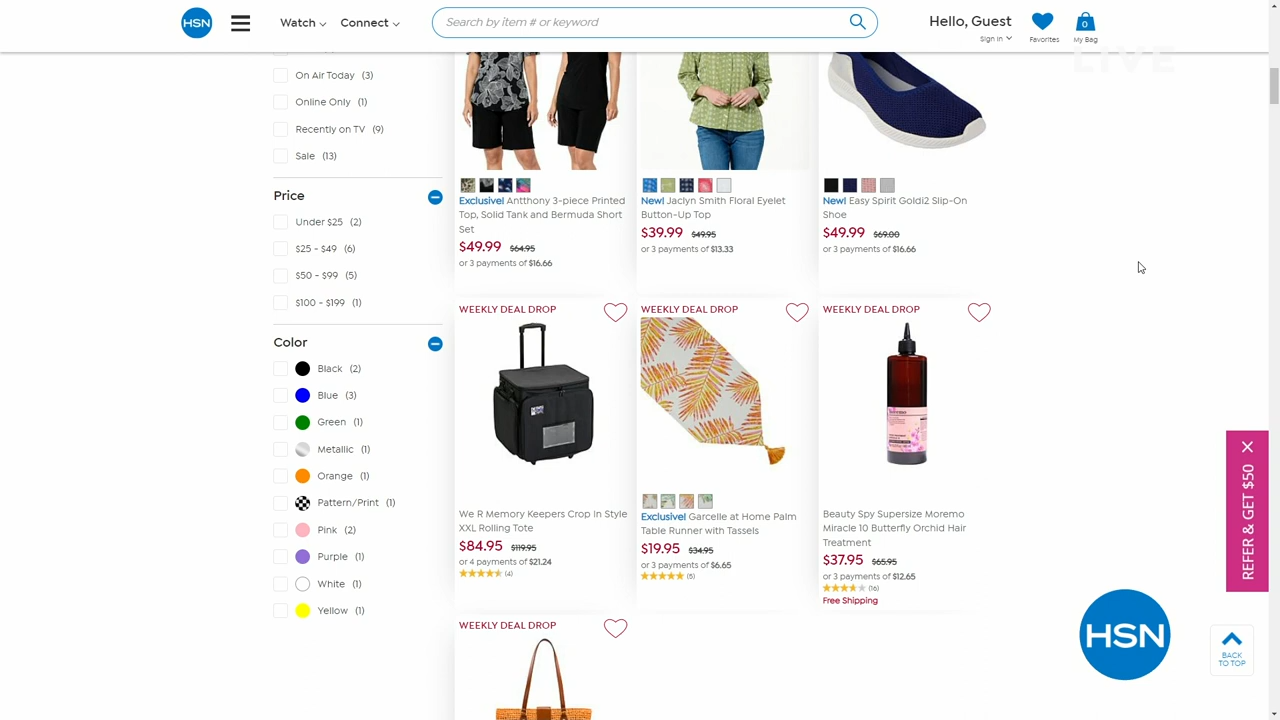 HSN
Watch
Connect
Search by item # or keyword
Hello, Guest
Sign In
Favorites
0
My Bag
LIVE
On Air Today (3)
Online Only (1)
Recently on TV (9)
Sale (13)
Price
Under $25 (2)
$25 - $49 (6)
$50 - $99 (5)
$100 - $199 (1)
Color
Black (2)
Blue (3)
Green (1)
Metallic (1)
Orange (1)
Pattern/Print (1)
Pink (2)
Purple (1)
White (1)
Yellow (1)
Exclusive! Antthony 3-piece Printed
Top, Solid Tank and Bermuda Short
Set
$49.99 $64.95
or 3 payments of $16.66
New! Jaclyn Smith Floral Eyelet
Button-Up Top
$39.99 $49.95
or 3 payments of $13.33
New! Easy Spirit Goldi2 Slip-On
Shoe
$49.99 $69.00
or 3 payments of $16.66
WEEKLY DEAL DROP
We R Memory Keepers Crop In Style
XXL Rolling Tote
$84.95 $119.95
or 4 payments of $21.24
(4)
WEEKLY DEAL DROP
Exclusive! Garcelle at Home Palm
Table Runner with Tassels
$19.95 $34.95
or 3 payments of $6.65
(5)
WEEKLY DEAL DROP
Beauty Spy Supersize Moremo
Miracle 10 Butterfly Orchid Hair
Treatment
$37.95 $65.95
or 3 payments of $12.65
(16)
Free Shipping
WEEKLY DEAL DROP
REFER & GET $50
HSN
BACK
TO TOP